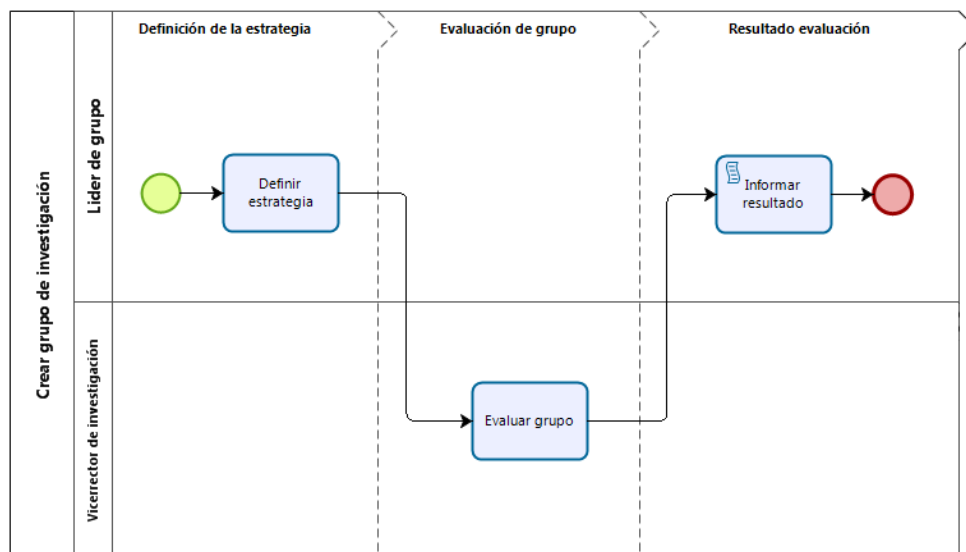 Definición de la estrategia
Evaluación de grupo
Resultado evaluación
Crear grupo de investigación
Lider de grupo
Definir
estrategia
Informar
resultado
Vicerrector de investigación
Evaluar grupo